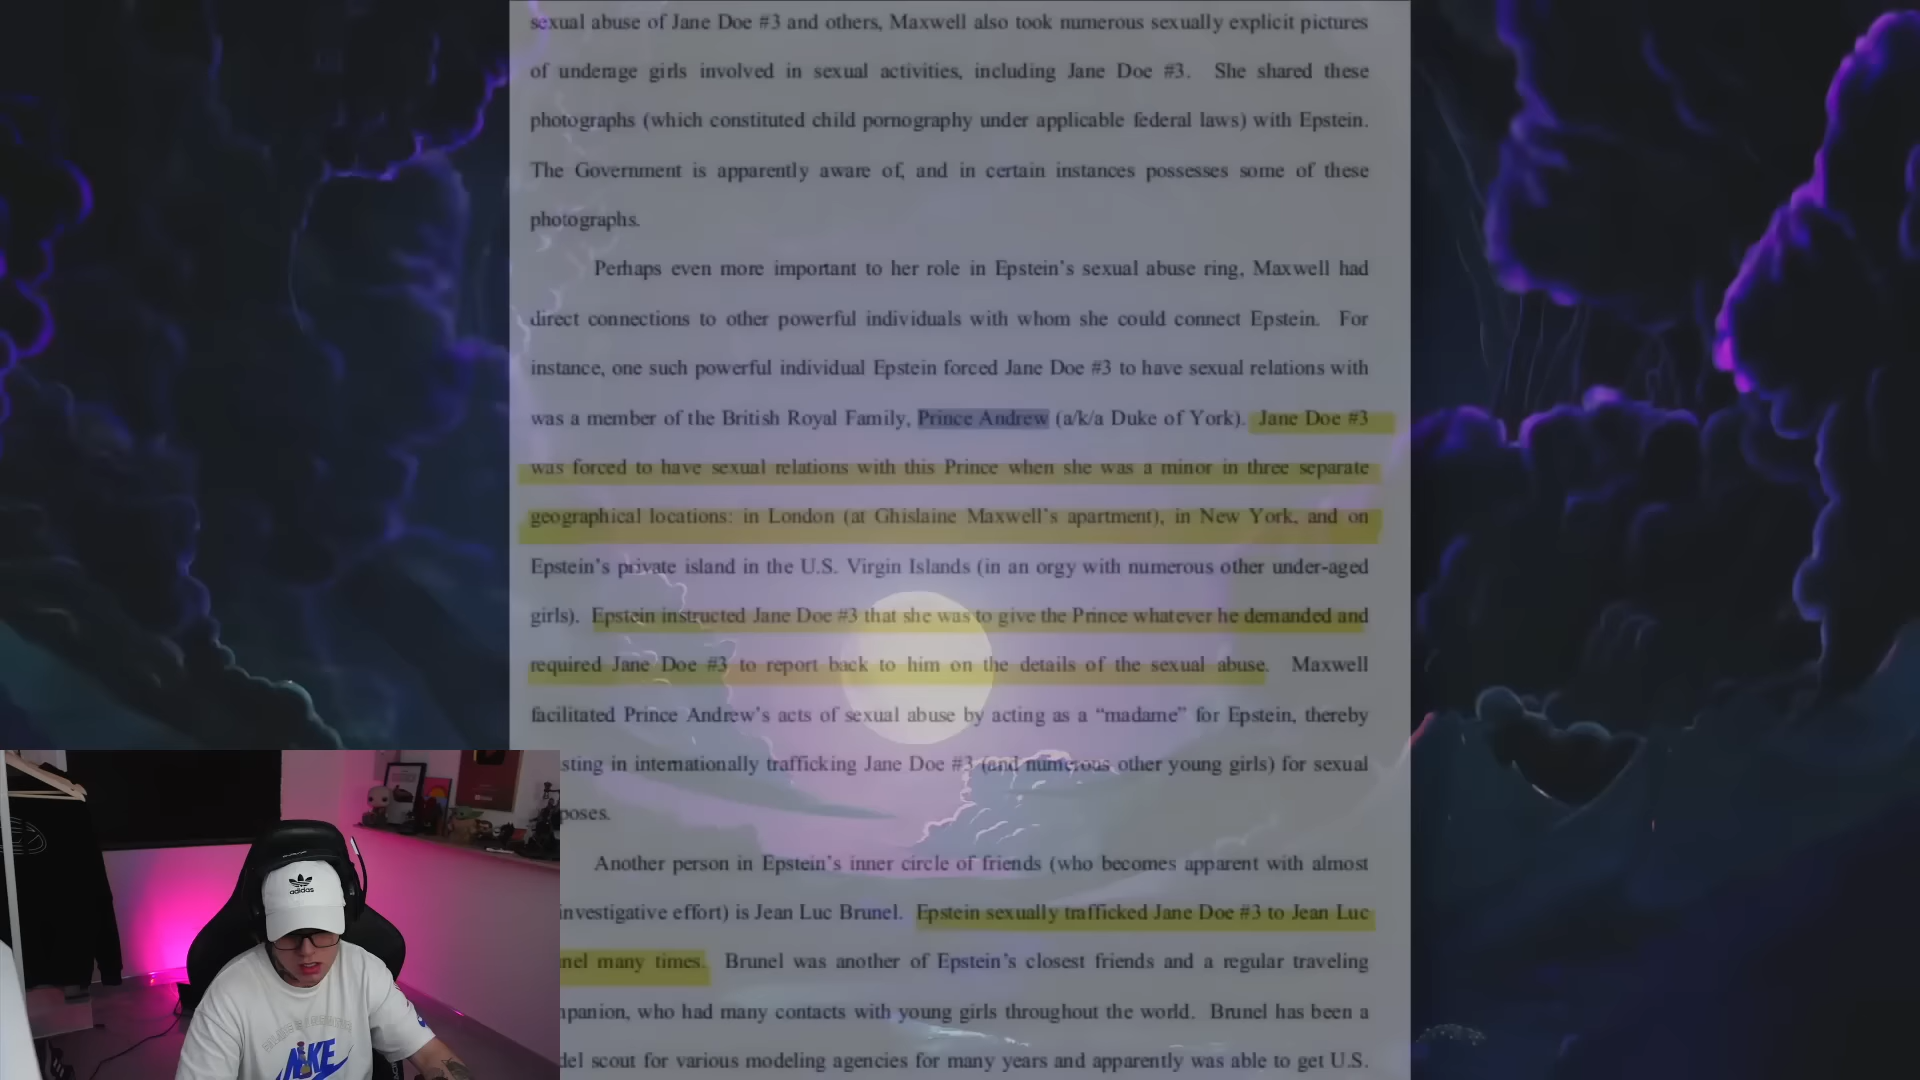 sexual abuse of Jane Doe #3 and others, Maxwell also took numerous sexually explicit pictures
of underage girls involved in sexual activities, including Jane Doe #3. She shared these
photographs (which constituted child pornography under applicable federal laws) with Epstein.
The Government is apparently aware of, and in certain instances possesses some of these
photographs.
Perhaps even more important to her role in Epstein's sexual abuse ring, Maxwell had
direct connections to other powerful individuals with whom she could connect Epstein. For
instance, one such powerful individual Epstein forced Jane Doe #3 to have sexual relations with
was a member of the British Royal Family, Prince Andrew (a/k/a Duke of York). Jane Doe #3
was forced to have sexual relations with this Prince when she was a minor in three separate
geographical locations: in London (at Ghislaine Maxwell's apartment), in New York, and on
Epstein's private island in the U.S. Virgin Islands (in an orgy with numerous other under-aged
girls). Epstein instructed Jane Doe #3 that she was to give the Prince whatever he demanded and
required Jane Doe #3 to report back to him on the details of the sexual abuse. Maxwell
facilitated Prince Andrew's acts of sexual abuse by acting as a “madame” for Epstein, thereby
sting in internationally trafficking Jane Doe #3 (and numerous other young girls) for sexual
poses.
Another person in Epstein's inner circle of friends (who becomes apparent with almost
investigative effort) is Jean Luc Brunel. Epstein sexually trafficked Jane Doe #3 to Jean Luc
nel many times. Brunel was another of Epstein's closest friends and a regular traveling
panion, who had many contacts with young girls throughout the world. Brunel has been a
del scout for various modeling agencies for many years and apparently was able to get U.S.
adidas
NIKE